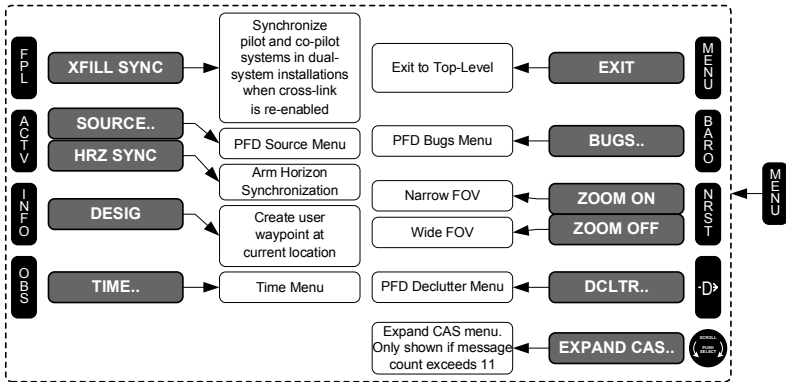 FPL
XFILL SYNC
Synchronize
pilot and co-pilot
systems in dual-
system installations
when cross-link
is re-enabled
Exit to Top-Level
EXIT
MENU
ACTV
SOURCE..
HRZ SYNC
PFD Source Menu
Arm Horizon
Synchronization
PFD Bugs Menu
BUGS..
BARO
INFO
DESIG
Create user
waypoint at
current location
Narrow FOV
Wide FOV
ZOOM ON
ZOOM OFF
NRST
MENU
OBS
TIME..
Time Menu
PFD Declutter Menu
DCLTR..
D
Expand CAS menu.
Only shown if message
count exceeds 11
EXPAND CAS..
SCROLL
PUSH
SELECT